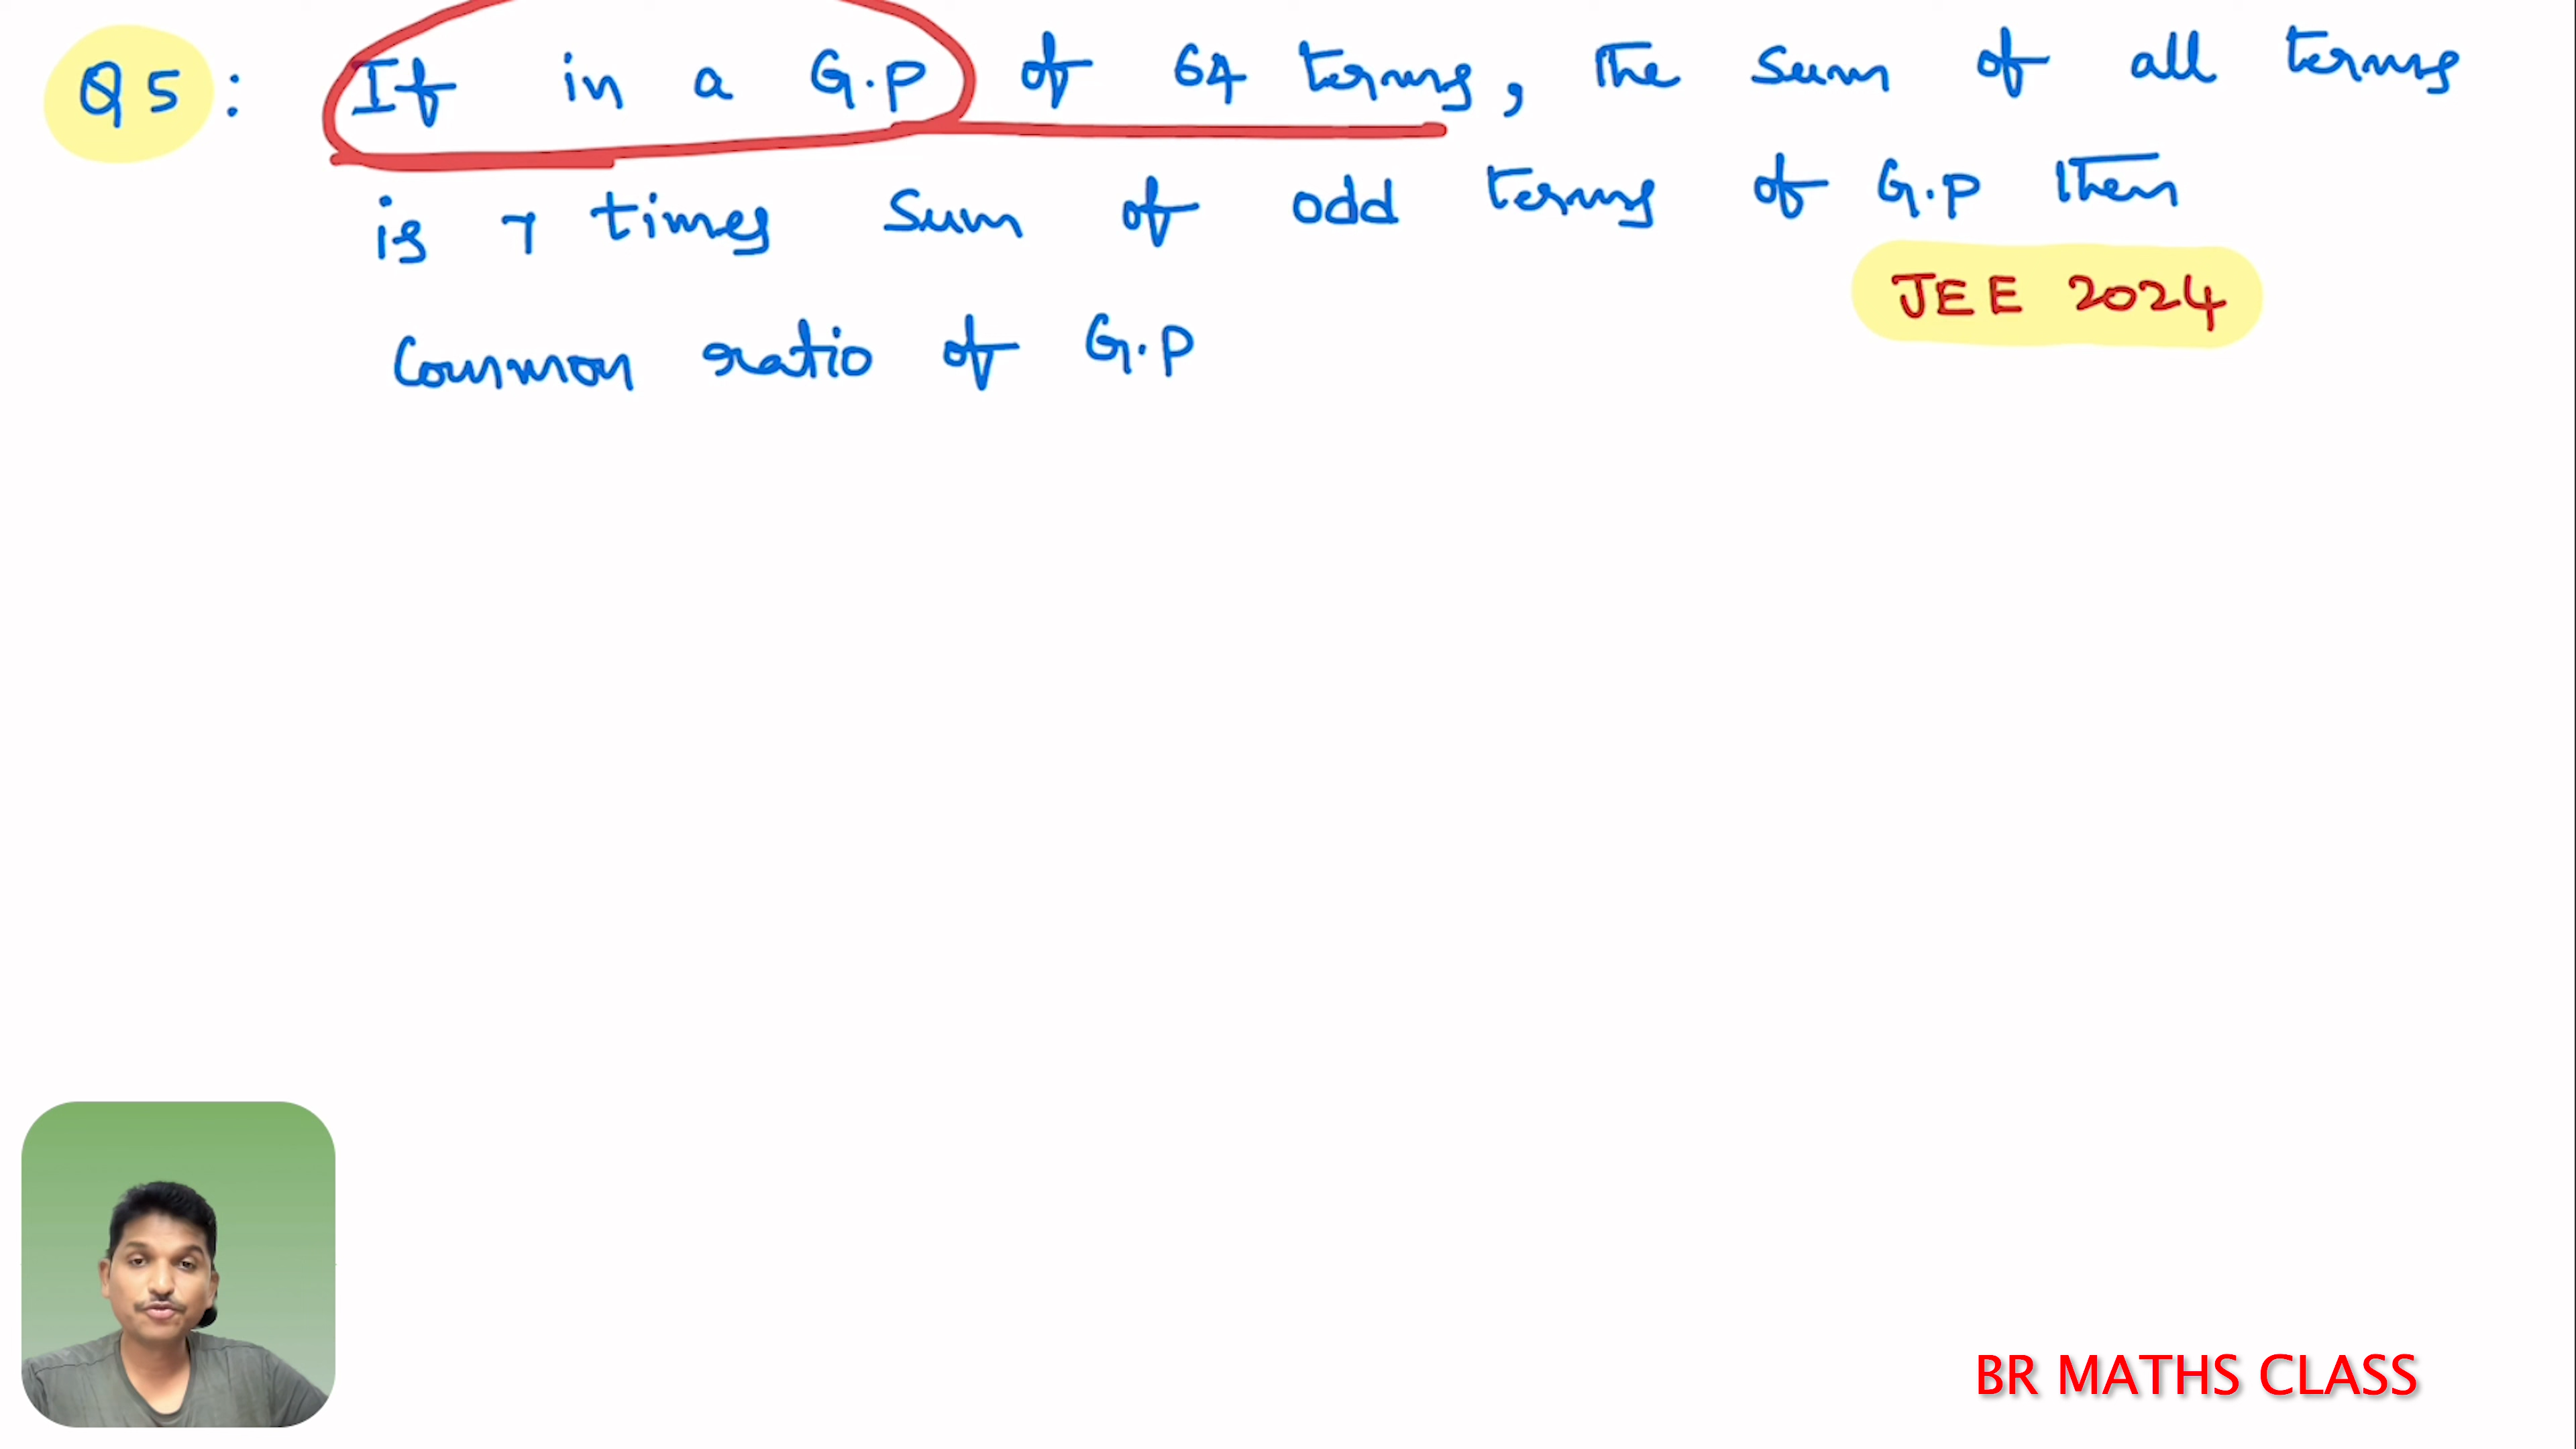 Q5: If in a G.P of 64 terms, the sum of all terms
is 7 times sum of odd terms of G.P then
JEE 2024
Common ratio of G.P
BR MATHS CLASS